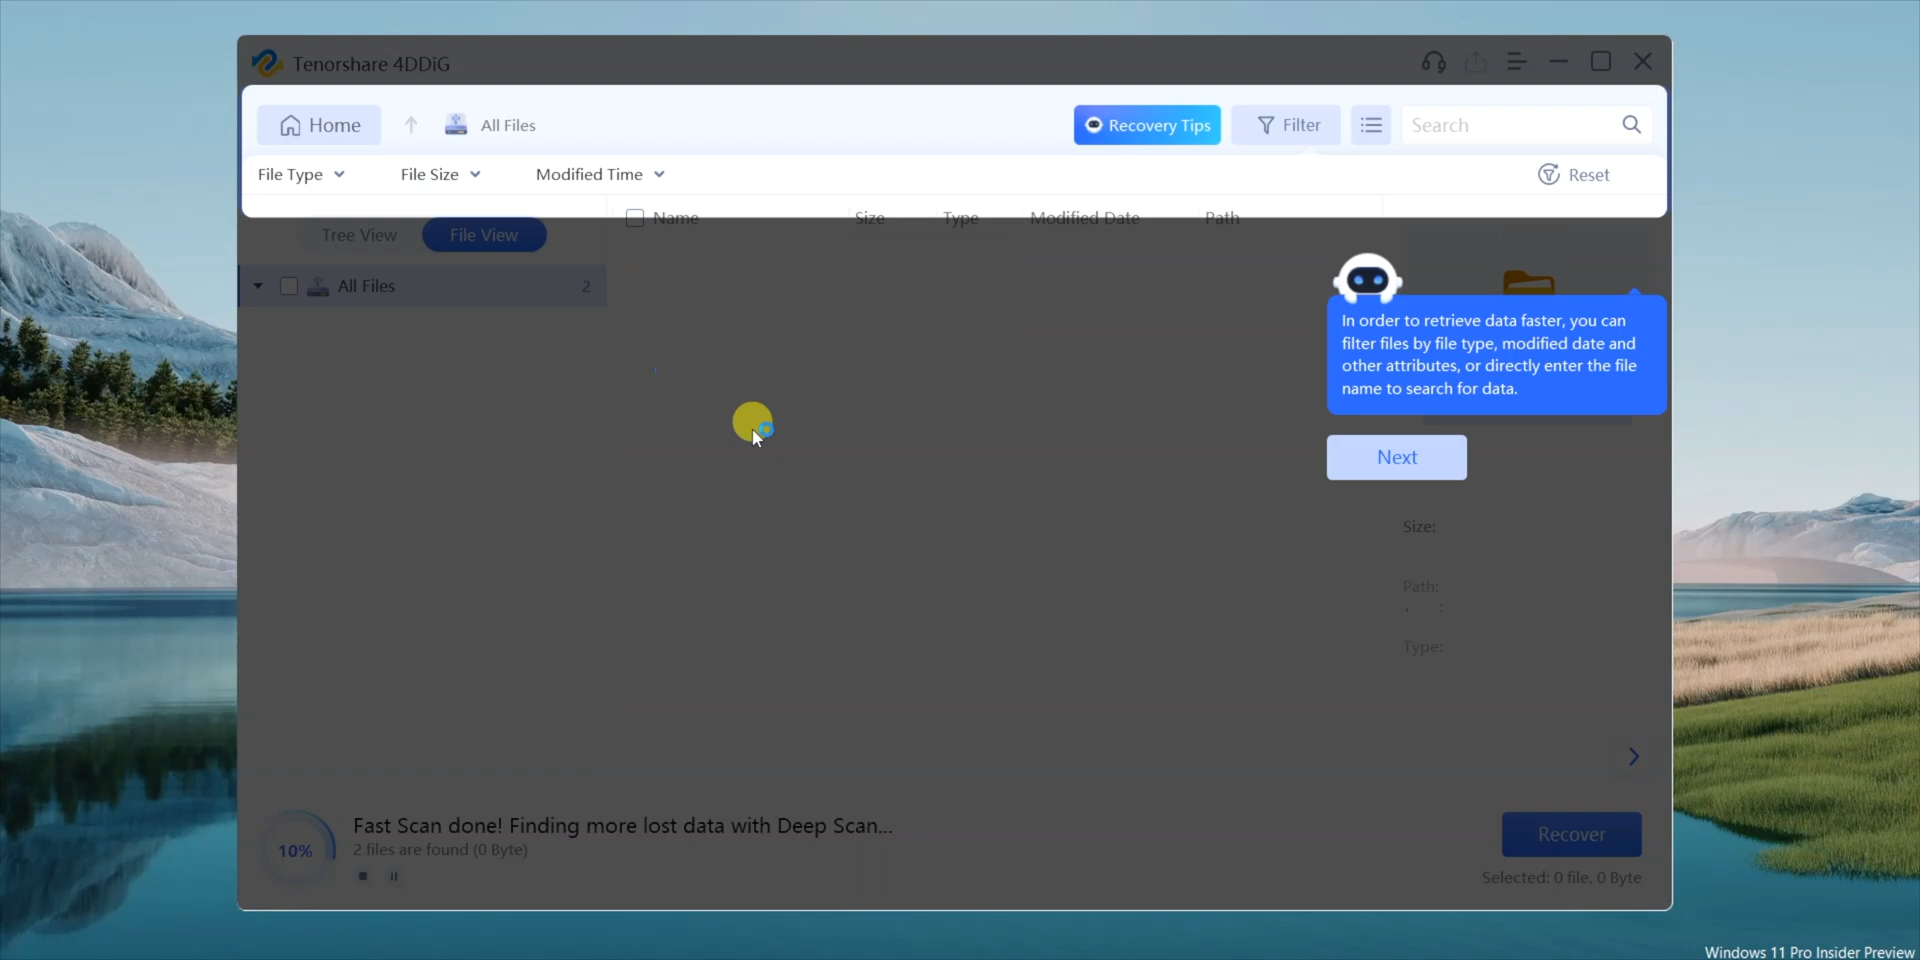 Tenorshare 4DDiG
Home
All Files
Recovery Tips
Filter
Search
File Type
File Size
Modified Time
Reset
Name
Size
Type
Modified Date
Path
Tree View
File View
All Files
2
In order to retrieve data faster, you can
filter files by file type, modified date and
other attributes, or directly enter the file
name to search for data.
Next
Size:
Path:
Type:
10%
Fast Scan done! Finding more lost data with Deep Scan...
2 files are found (0 Byte)
Recover
Selected: 0 file, 0 Byte
Windows 11 Pro Insider Preview